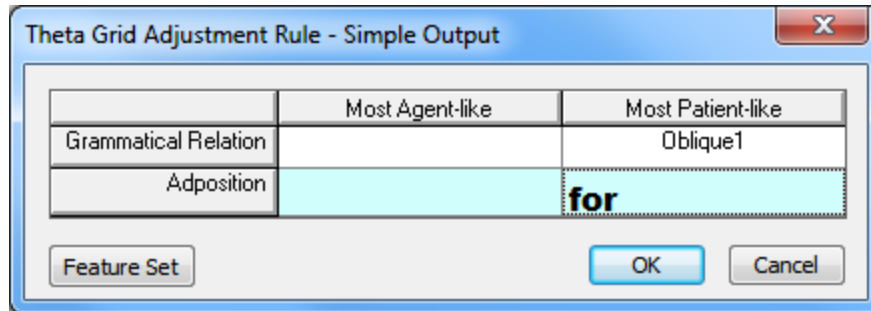 Theta Grid Adjustment Rule - Simple Output
Most Agent-like Most Patient-like
Grammatical Relation Oblique1
Adposition for
Feature Set OK Cancel